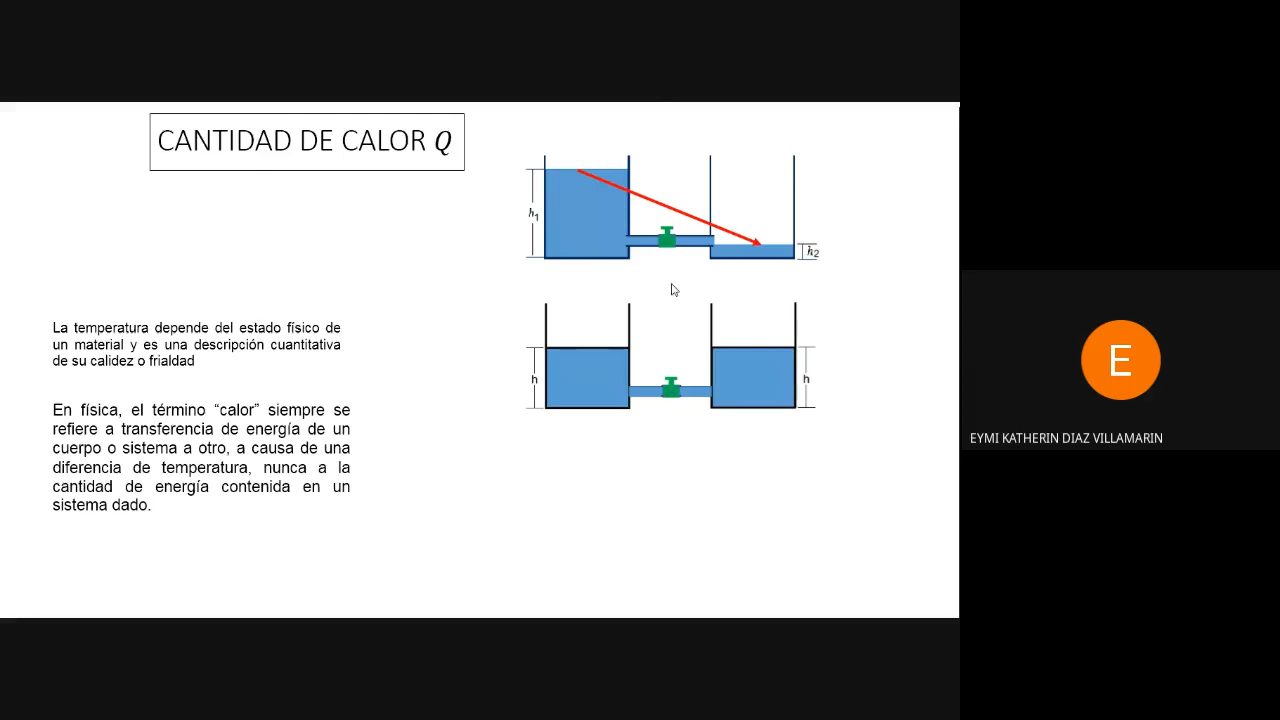 CANTIDAD DE CALOR Q
h₁
h₂
La temperatura depende del estado físico de
un material y es una descripción cuantitativa
de su calidez o frialdad
h
h
En física, el término “calor” siempre se
refiere a transferencia de energía de un
cuerpo o sistema a otro, a causa de una
diferencia de temperatura, nunca a la
cantidad de energía contenida en un
sistema dado.
E
EYMI KATHERIN DIAZ VILLAMARIN